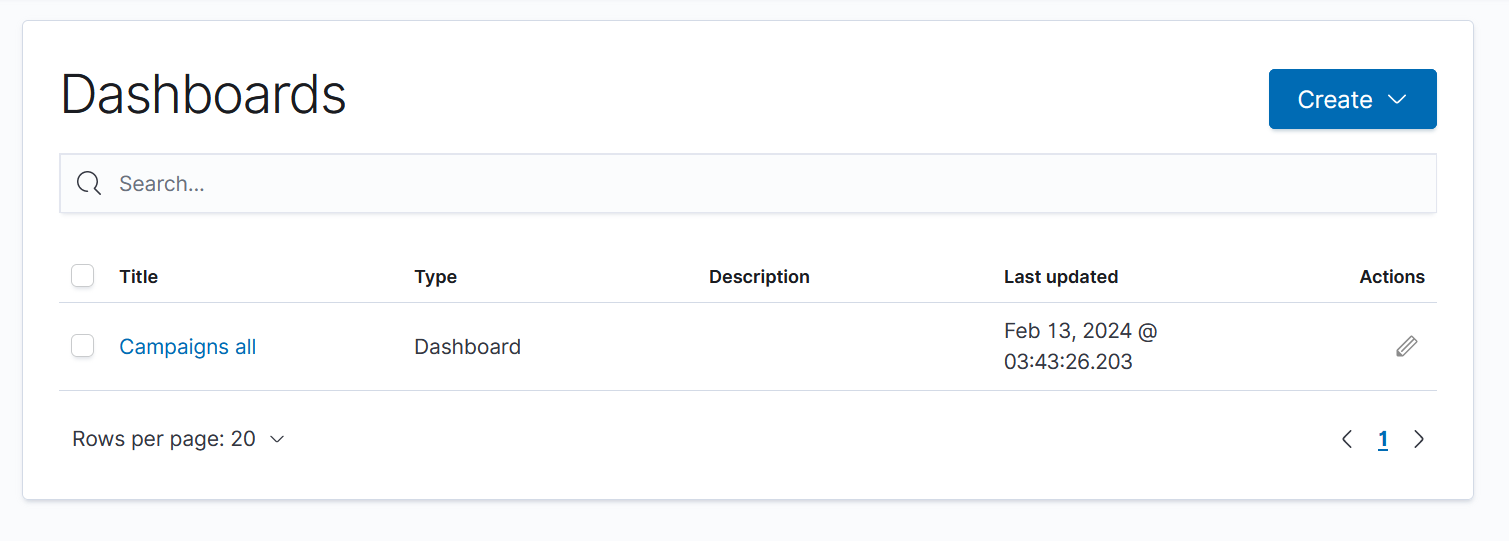 Dashboards
Create
Search...
Title Type Description Last updated Actions
Campaigns all Dashboard Feb 13, 2024 @
03:43:26.203
Rows per page: 20
1